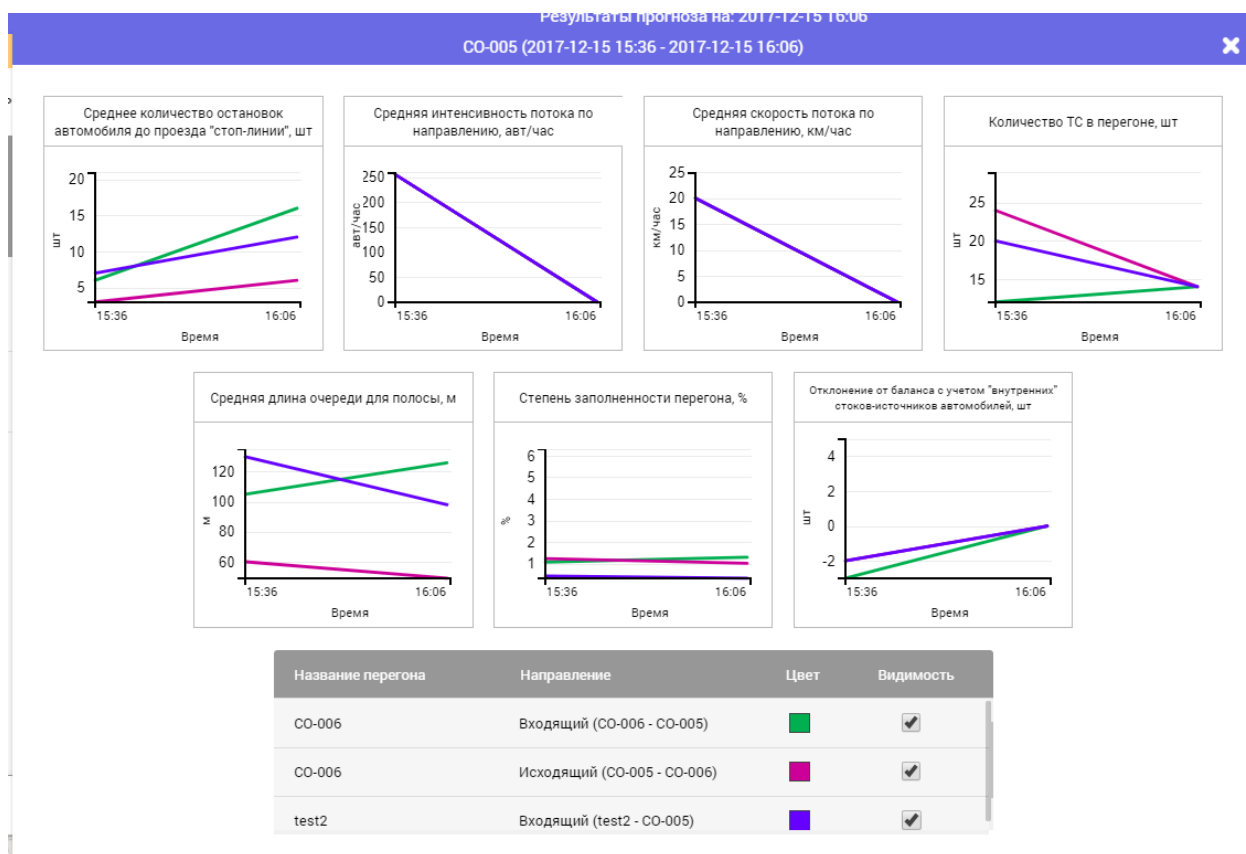 Результаты прогноза на: 2017-12-15 16:06
СО-005 (2017-12-15 15:36 - 2017-12-15 16:06)
Среднее количество остановок
автомобиля до проезда "стоп-линии", шт
20
15
10
5
шт
15:36
16:06
Время
Средняя интенсивность потока по
направлению, авт/час
250
200
150
100
50
0
авт/час
15:36
16:06
Время
Средняя скорость потока по
направлению, км/час
25
20
15
10
5
0
км/час
15:36
16:06
Время
Количество ТС в перегоне, шт
25
20
15
шт
15:36
16:06
Время
Средняя длина очереди для полосы, м
120
100
80
60
м
15:36
16:06
Время
Степень заполненности перегона, %
6
5
4
3
2
1
%
15:36
16:06
Время
Отклонение от баланса с учетом "внутренних"
стоков-источников автомобилей, шт
4
2
0
-2
шт
15:36
16:06
Время
Название перегона Направление Цвет Видимость
СО-006 Входящий (СО-006 - СО-005)
СО-006 Исходящий (СО-005 - СО-006)
test2 Входящий (test2 - СО-005)